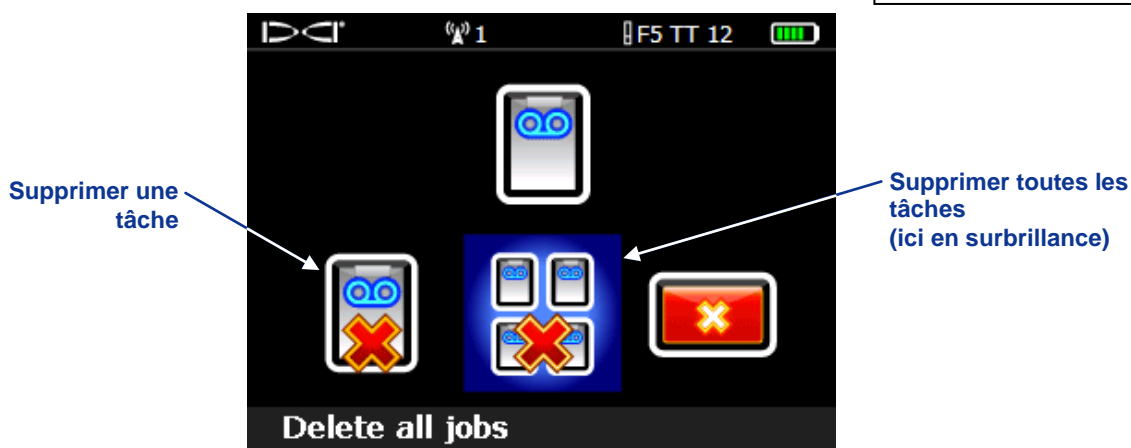 DCI 1 F5 TT 12
Supprimer une
tâche
Supprimer toutes les
tâches
(ici en surbrillance)
Delete all jobs